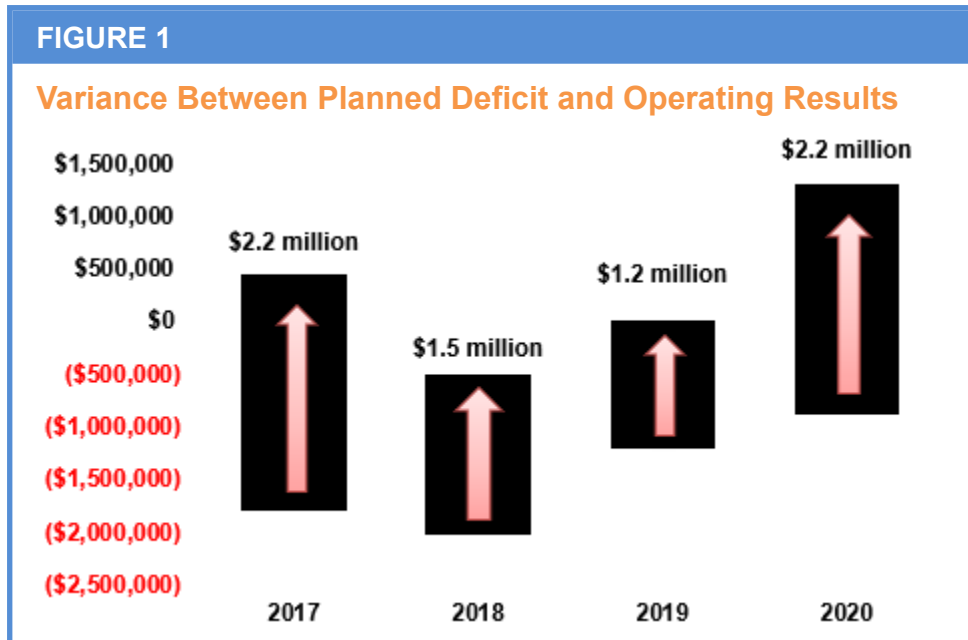 FIGURE 1
Variance Between Planned Deficit and Operating Results
$1,500,000
$1,000,000
$500,000
$0
($500,000)
($1,000,000)
($1,500,000)
($2,000,000)
($2,500,000)
$2.2 million
$1.5 million
$1.2 million
$2.2 million
2017 2018 2019 2020